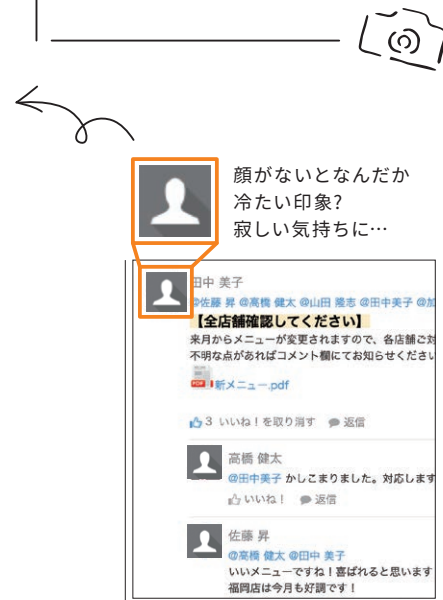 顔がないとなんだか
冷たい印象?
寂しい気持ちに…
田中 美子
@佐藤 昇 @高橋 健太 @山田 隆志 @田中美子 @加
【全店舗確認してください】
来月からメニューが変更されますので、各店舗ご対
不明な点があればコメント欄にてお知らせください
PDF 新メニュー.pdf
3 いいね！を取り消す 返信
高橋 健太
@田中美子 かしこまりました。対応します
いいね！ 返信
佐藤 昇
@高橋 健太 @田中 美子
いいメニューですね！喜ばれると思います
福岡店は今月も好調です！